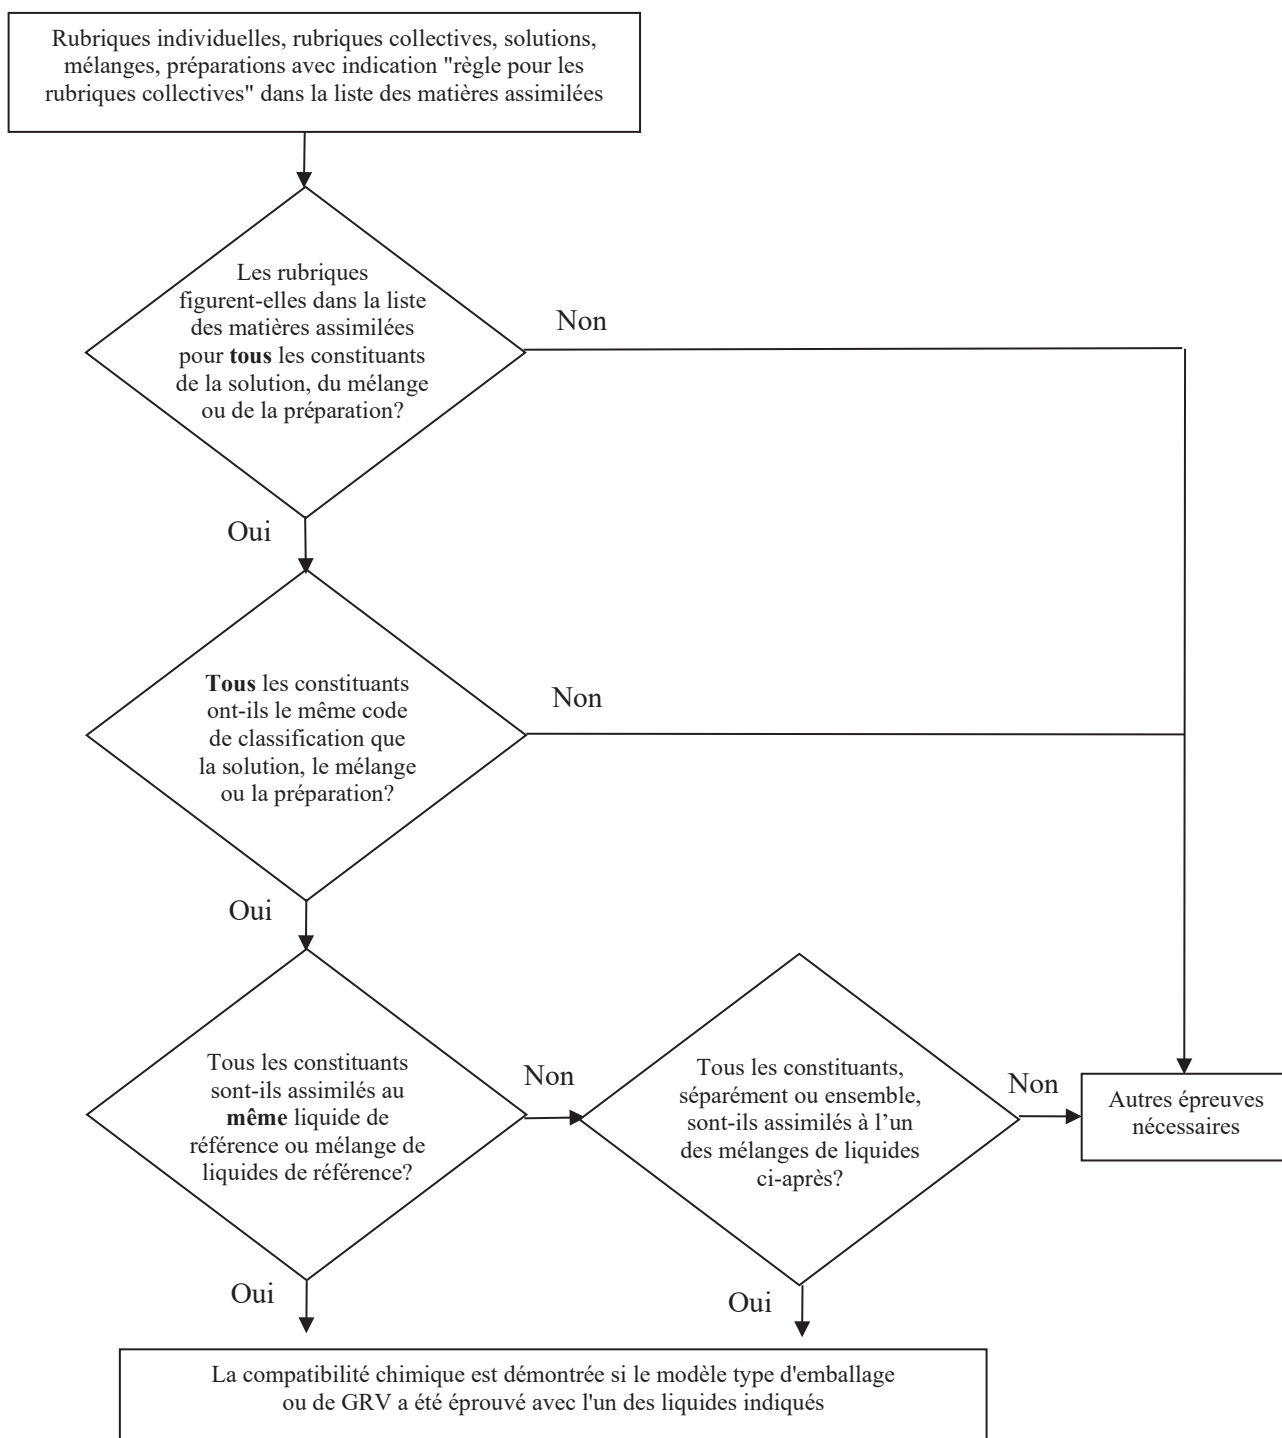 Rubriques individuelles, rubriques collectives, solutions,
mélanges, préparations avec indication "règle pour les
rubriques collectives" dans la liste des matières assimilées
Les rubriques
figurent-elles dans la liste
des matières assimilées
pour tous les constituants
de la solution, du mélange
ou de la préparation?
Non
Oui
Tous les constituants
ont-ils le même code
de classification que
la solution, le mélange
ou la préparation?
Non
Oui
Tous les constituants
sont-ils assimilés au
même liquide de
référence ou mélange de
liquides de référence?
Non
Tous les constituants,
séparément ou ensemble,
sont-ils assimilés à l’un
des mélanges de liquides
ci-après?
Non
Autres épreuves
nécessaires
Oui
Oui
La compatibilité chimique est démontrée si le modèle type d'emballage
ou de GRV a été éprouvé avec l'un des liquides indiqués